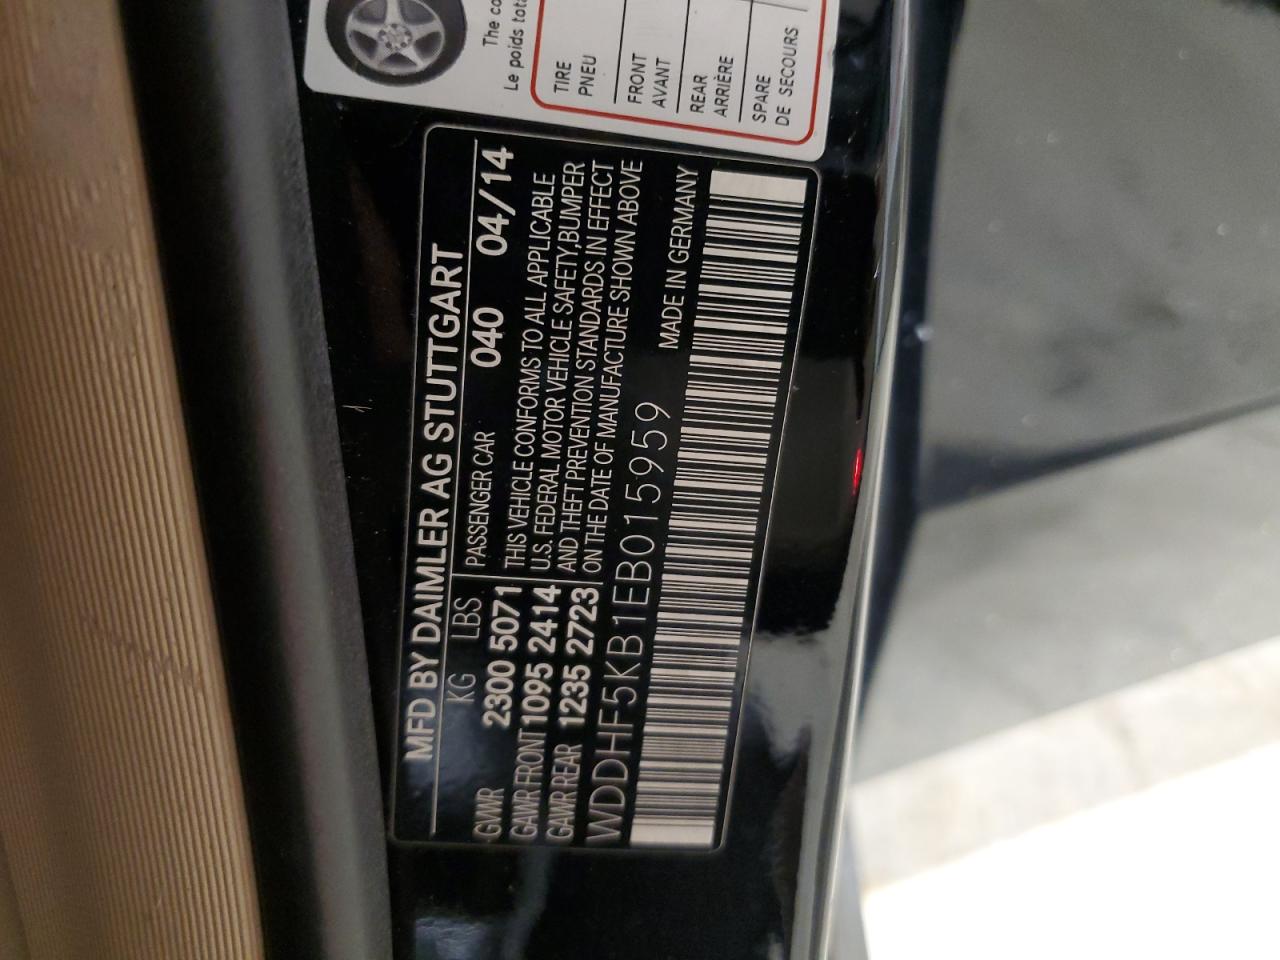 The
Le poids
TIRE
PNEU
FRONT
AVANT
REAR
ARRIÈRE
SPARE
DE SECOURS
MFD BY DAIMLER AG STUTTGART
KG LBS
PASSENGER CAR 040 04/14
GVWR 2300 5071
GAWR FRONT 1095 2414
GAWR REAR 1235 2723
THIS VEHICLE CONFORMS TO ALL APPLICABLE
U.S. FEDERAL MOTOR VEHICLE SAFETY,BUMPER
AND THEFT PREVENTION STANDARDS IN EFFECT
ON THE DATE OF MANUFACTURE SHOWN ABOVE
WDDHF5KB1EB015959
MADE IN GERMANY